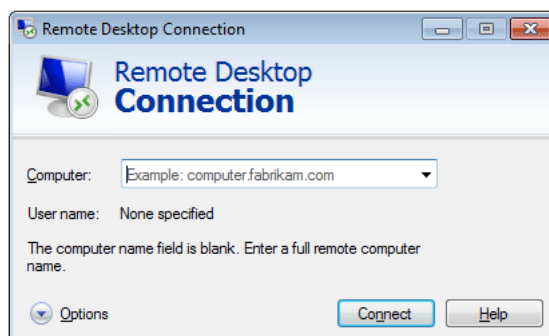 Remote Desktop Connection
Remote Desktop
Connection
Computer: Example: computer.fabrikam.com
User name: None specified
The computer name field is blank. Enter a full remote computer
name.
Options Connect Help